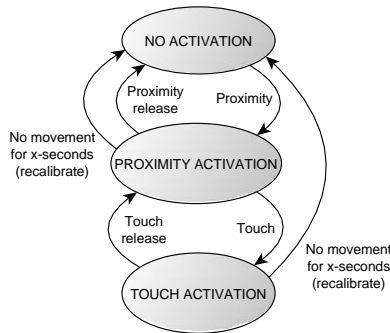 NO ACTIVATION
Proximity
release
Proximity
No movement
for x-seconds
(recalibrate)
PROXIMITY ACTIVATION
Touch
release
Touch
No movement
for x-seconds
(recalibrate)
TOUCH ACTIVATION